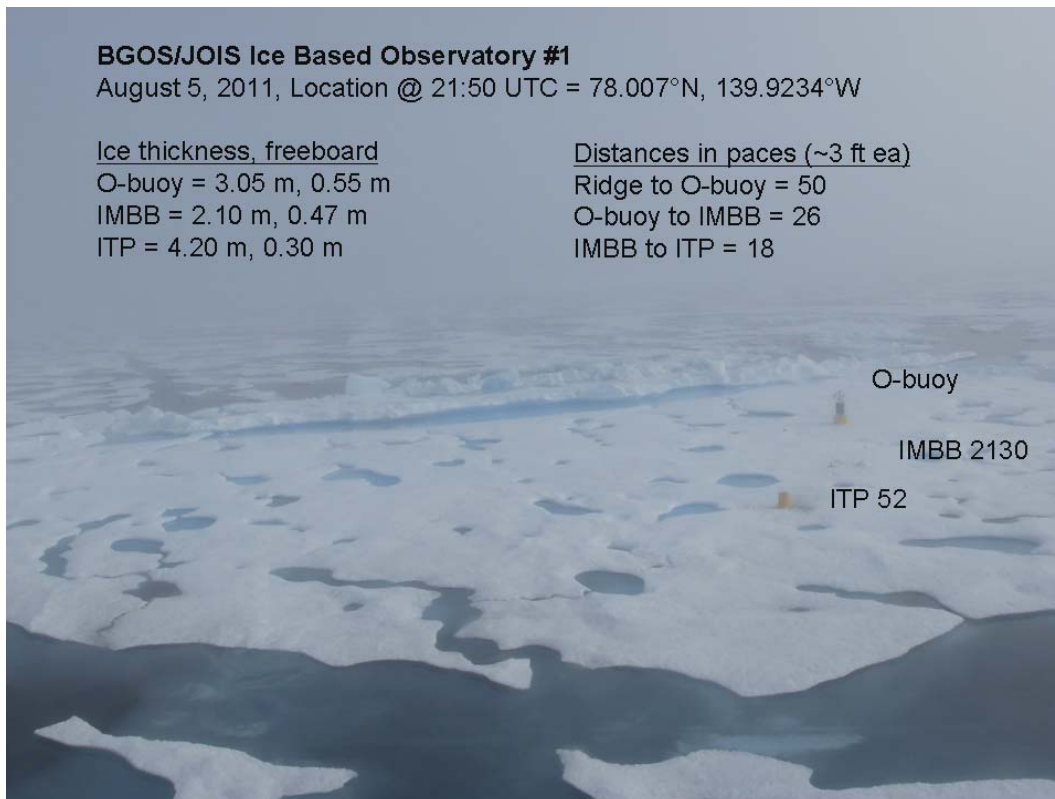 BGOS/JOIS Ice Based Observatory #1
August 5, 2011, Location @ 21:50 UTC = 78.007°N, 139.9234°W
Ice thickness, freeboard
O-buoy = 3.05 m, 0.55 m
IMBB = 2.10 m, 0.47 m
ITP = 4.20 m, 0.30 m
Distances in paces (~3 ft ea)
Ridge to O-buoy = 50
O-buoy to IMBB = 26
IMBB to ITP = 18
O-buoy
IMBB 2130
ITP 52